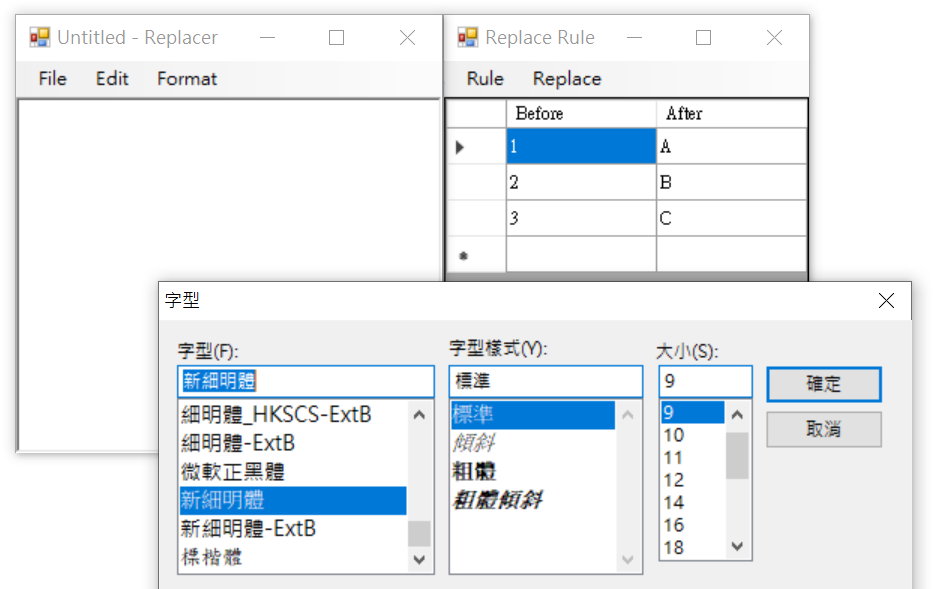 Untitled - Replacer
File Edit Format
Replace Rule
Rule Replace
Before After
1 A
2 B
3 C
字型
字型(F):
新細明體
細明體_HKSCS-ExtB
細明體-ExtB
微軟正黑體
新細明體
新細明體-ExtB
標楷體
字型樣式(Y):
標準
標準
傾斜
粗體
粗體傾斜
大小(S):
9
9
10
11
12
14
16
18
確定
取消